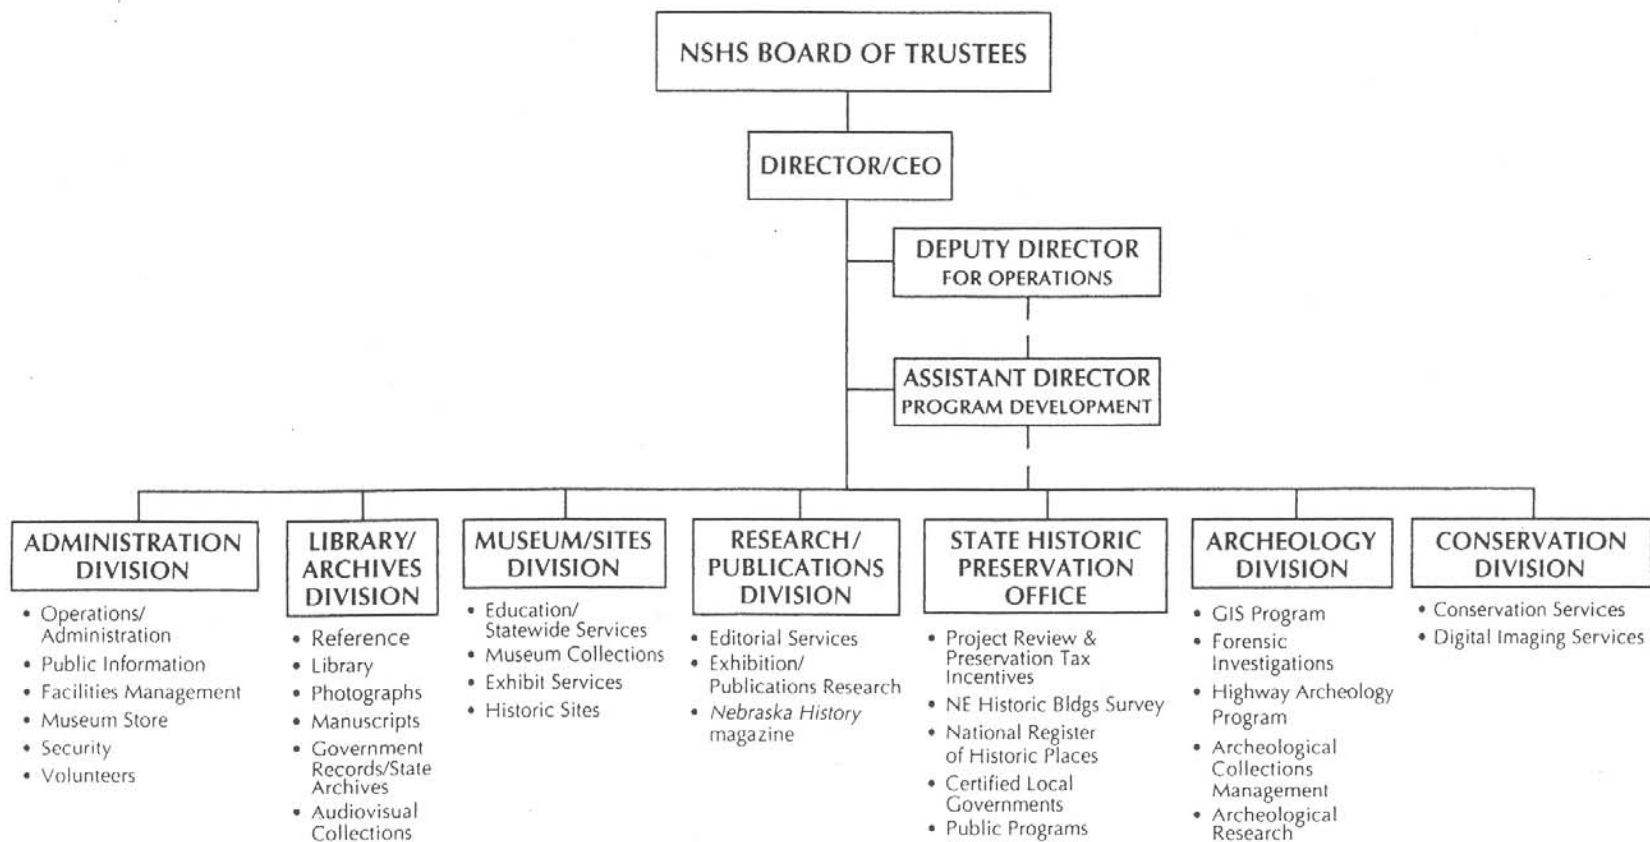 NSHS BOARD OF TRUSTEES
DIRECTOR/CEO
DEPUTY DIRECTOR
FOR OPERATIONS
ASSISTANT DIRECTOR
PROGRAM DEVELOPMENT
ADMINISTRATION
DIVISION
• Operations/
Administration
• Public Information
• Facilities Management
• Museum Store
• Security
• Volunteers
LIBRARY/
ARCHIVES
DIVISION
• Reference
• Library
• Photographs
• Manuscripts
• Government
Records/State
Archives
• Audiovisual
Collections
MUSEUM/SITES
DIVISION
• Education/
Statewide Services
• Museum Collections
• Exhibit Services
• Historic Sites
RESEARCH/
PUBLICATIONS
DIVISION
• Editorial Services
• Exhibition/
Publications Research
• Nebraska History
magazine
STATE HISTORIC
PRESERVATION
OFFICE
• Project Review &
Preservation Tax
Incentives
• NE Historic Bldgs Survey
• National Register
of Historic Places
• Certified Local
Governments
• Public Programs
ARCHEOLOGY
DIVISION
• GIS Program
• Forensic
Investigations
• Highway Archeology
Program
• Archeological
Collections
Management
• Archeological
Research
CONSERVATION
DIVISION
• Conservation Services
• Digital Imaging Services